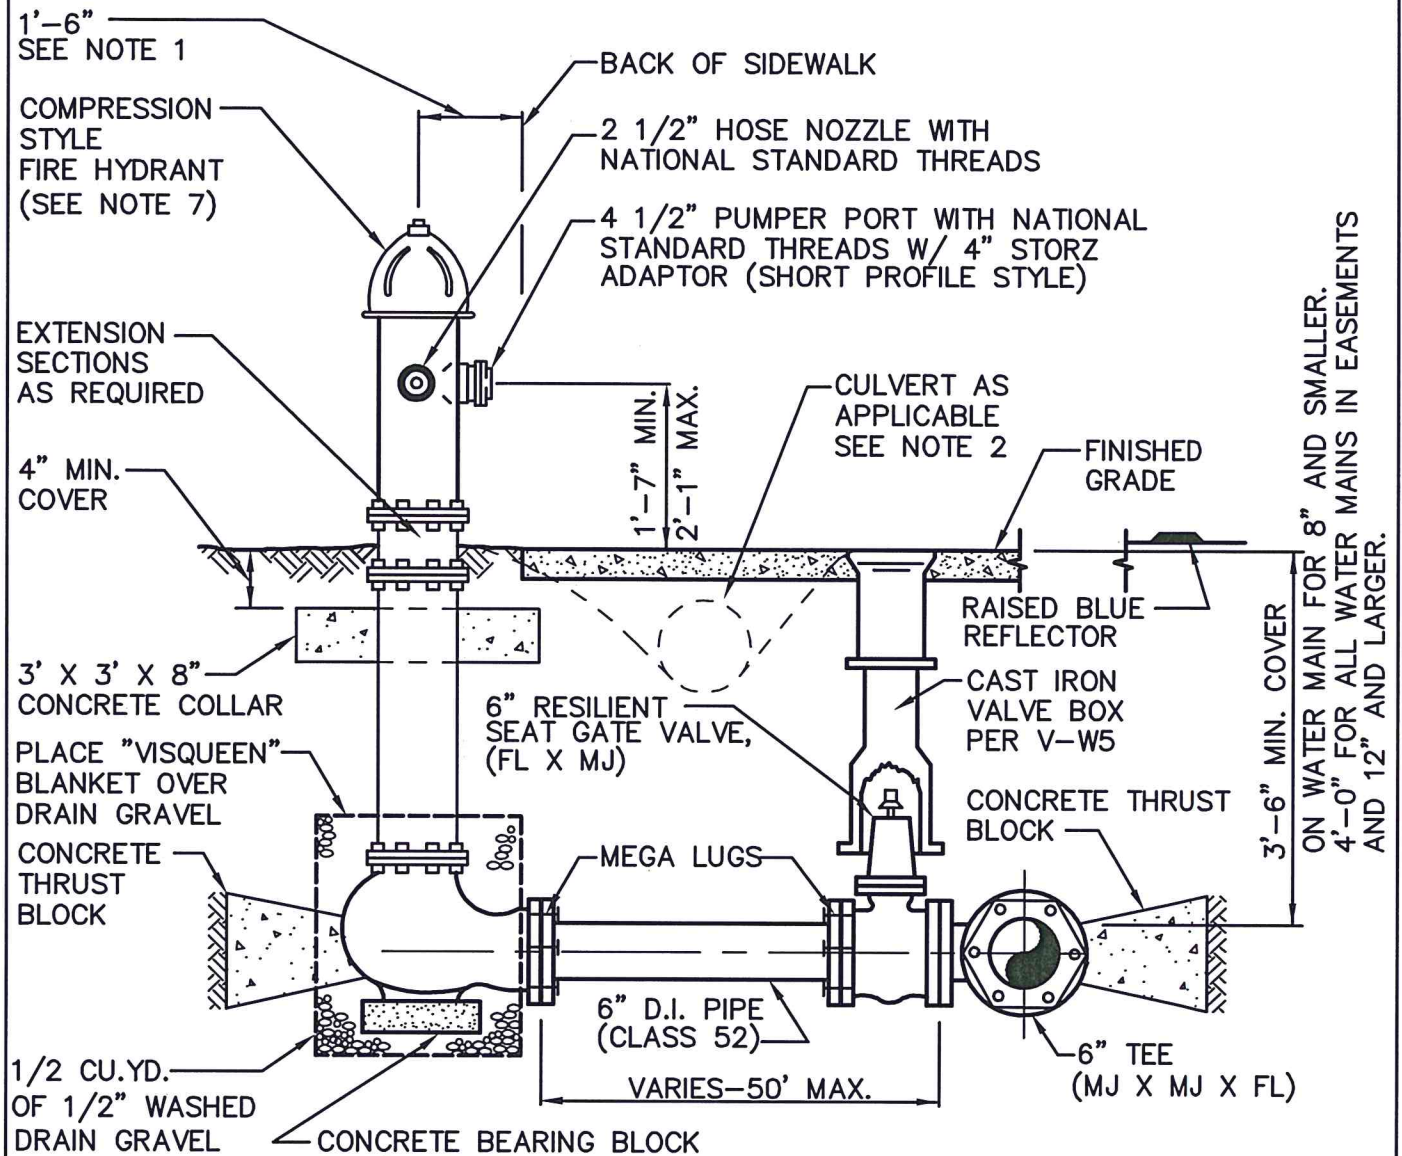 1'-6"
SEE NOTE 1
COMPRESSION
STYLE
FIRE HYDRANT
(SEE NOTE 7)
EXTENSION
SECTIONS
AS REQUIRED
4" MIN.
COVER
3' X 3' X 8"
CONCRETE COLLAR
PLACE "VISQUEEN"
BLANKET OVER
DRAIN GRAVEL
CONCRETE
THRUST
BLOCK
1/2 CU.YD.
OF 1/2" WASHED
DRAIN GRAVEL
CONCRETE BEARING BLOCK
BACK OF SIDEWALK
2 1/2" HOSE NOZZLE WITH
NATIONAL STANDARD THREADS
4 1/2" PUMPER PORT WITH NATIONAL
STANDARD THREADS W/ 4" STORZ
ADAPTOR (SHORT PROFILE STYLE)
1'-7" MIN.
2'-1" MAX.
CULVERT AS
APPLICABLE
SEE NOTE 2
FINISHED
GRADE
RAISED BLUE
REFLECTOR
6" RESILIENT
SEAT GATE VALVE,
(FL X MJ)
CAST IRON
VALVE BOX
PER V-W5
CONCRETE THRUST
BLOCK
MEGA LUGS
6" D.I. PIPE
(CLASS 52)
VARIES-50' MAX.
6" TEE
(MJ X MJ X FL)
3'-6" MIN. COVER
ON WATER MAIN FOR 8" AND SMALLER.
4'-0" FOR ALL WATER MAINS IN EASEMENTS
AND 12" AND LARGER.